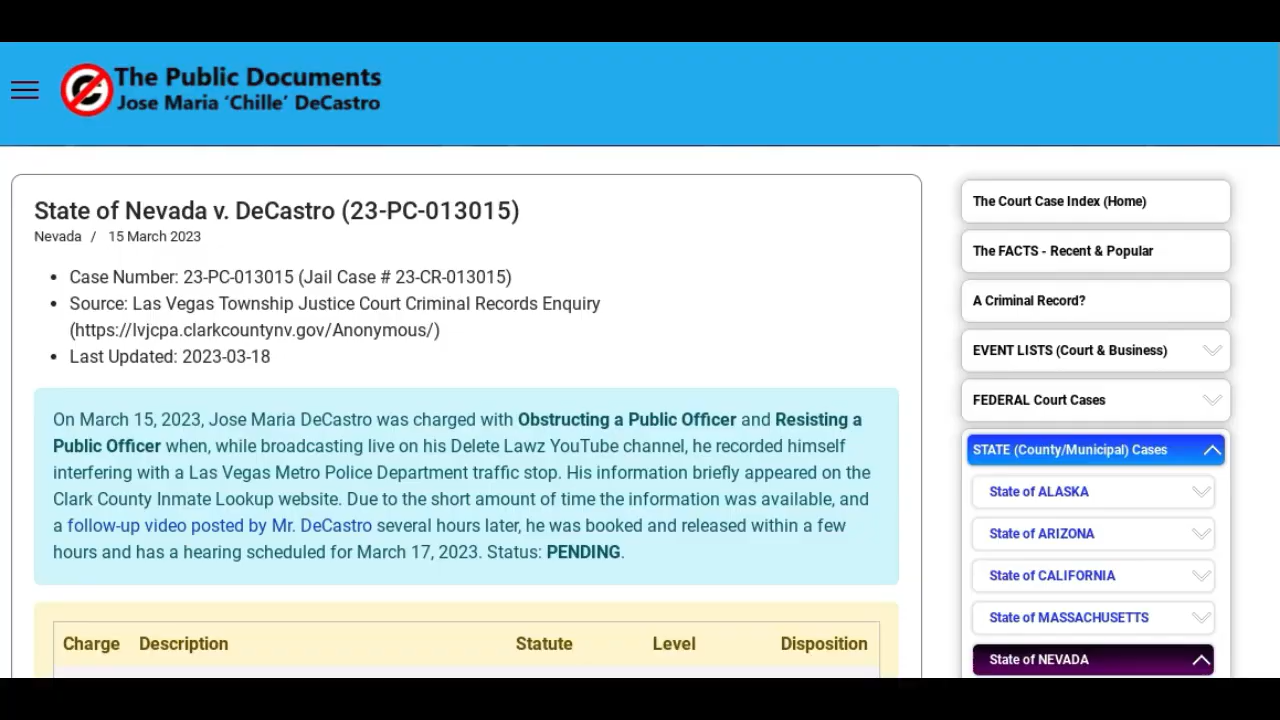 The Public Documents
Jose Maria ‘Chille’ DeCastro
State of Nevada v. DeCastro (23-PC-013015)
Nevada / 15 March 2023
• Case Number: 23-PC-013015 (Jail Case # 23-CR-013015)
• Source: Las Vegas Township Justice Court Criminal Records Enquiry
(https://lvjcpa.clarkcountynv.gov/Anonymous/)
• Last Updated: 2023-03-18
On March 15, 2023, Jose Maria DeCastro was charged with Obstructing a Public Officer and Resisting a
Public Officer when, while broadcasting live on his Delete Lawz YouTube channel, he recorded himself
interfering with a Las Vegas Metro Police Department traffic stop. His information briefly appeared on the
Clark County Inmate Lookup website. Due to the short amount of time the information was available, and
a follow-up video posted by Mr. DeCastro several hours later, he was booked and released within a few
hours and has a hearing scheduled for March 17, 2023. Status: PENDING.
Charge Description Statute Level Disposition
The Court Case Index (Home)
The FACTS - Recent & Popular
A Criminal Record?
EVENT LISTS (Court & Business)
FEDERAL Court Cases
STATE (County/Municipal) Cases
State of ALASKA
State of ARIZONA
State of CALIFORNIA
State of MASSACHUSETTS
State of NEVADA